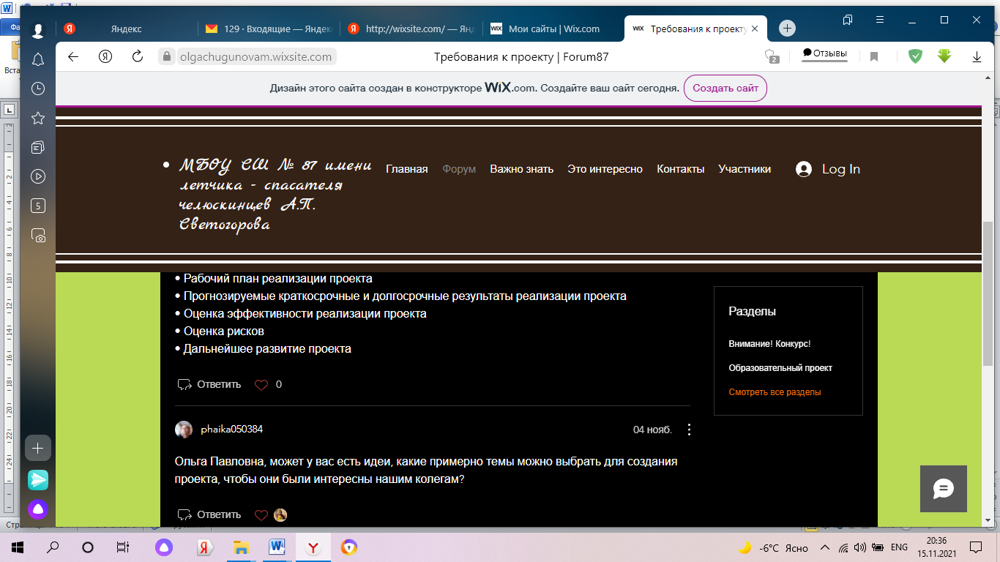 Яндекс
129 · Входящие — Яндекс
http://wixsite.com/ — Янд
Мои сайты | Wix.com
Требования к проекту
olgachugunovam.wixsite.com
Требования к проекту | Forum87
2
Отзывы
Дизайн этого сайта создан в конструкторе WiX.com. Создайте ваш сайт сегодня.
Создать сайт
• МБОУ СШ № 87 имени
летчика - спасателя
челюскинцев А.П.
Светогорова
Главная
Форум
Важно знать
Это интересно
Контакты
Участники
Log In
• Рабочий план реализации проекта
• Прогнозируемые краткосрочные и долгосрочные результаты реализации проекта
• Оценка эффективности реализации проекта
• Оценка рисков
• Дальнейшее развитие проекта
Ответить
0
Разделы
Внимание! Конкурс!
Образовательный проект
Смотреть все разделы
phaika050384
04 нояб.
Ольга Павловна, может у вас есть идеи, какие примерно темы можно выбрать для создания
проекта, чтобы они были интересны нашим колегам?
Ответить
5
-6°C Ясно
ENG
20:36
15.11.2021